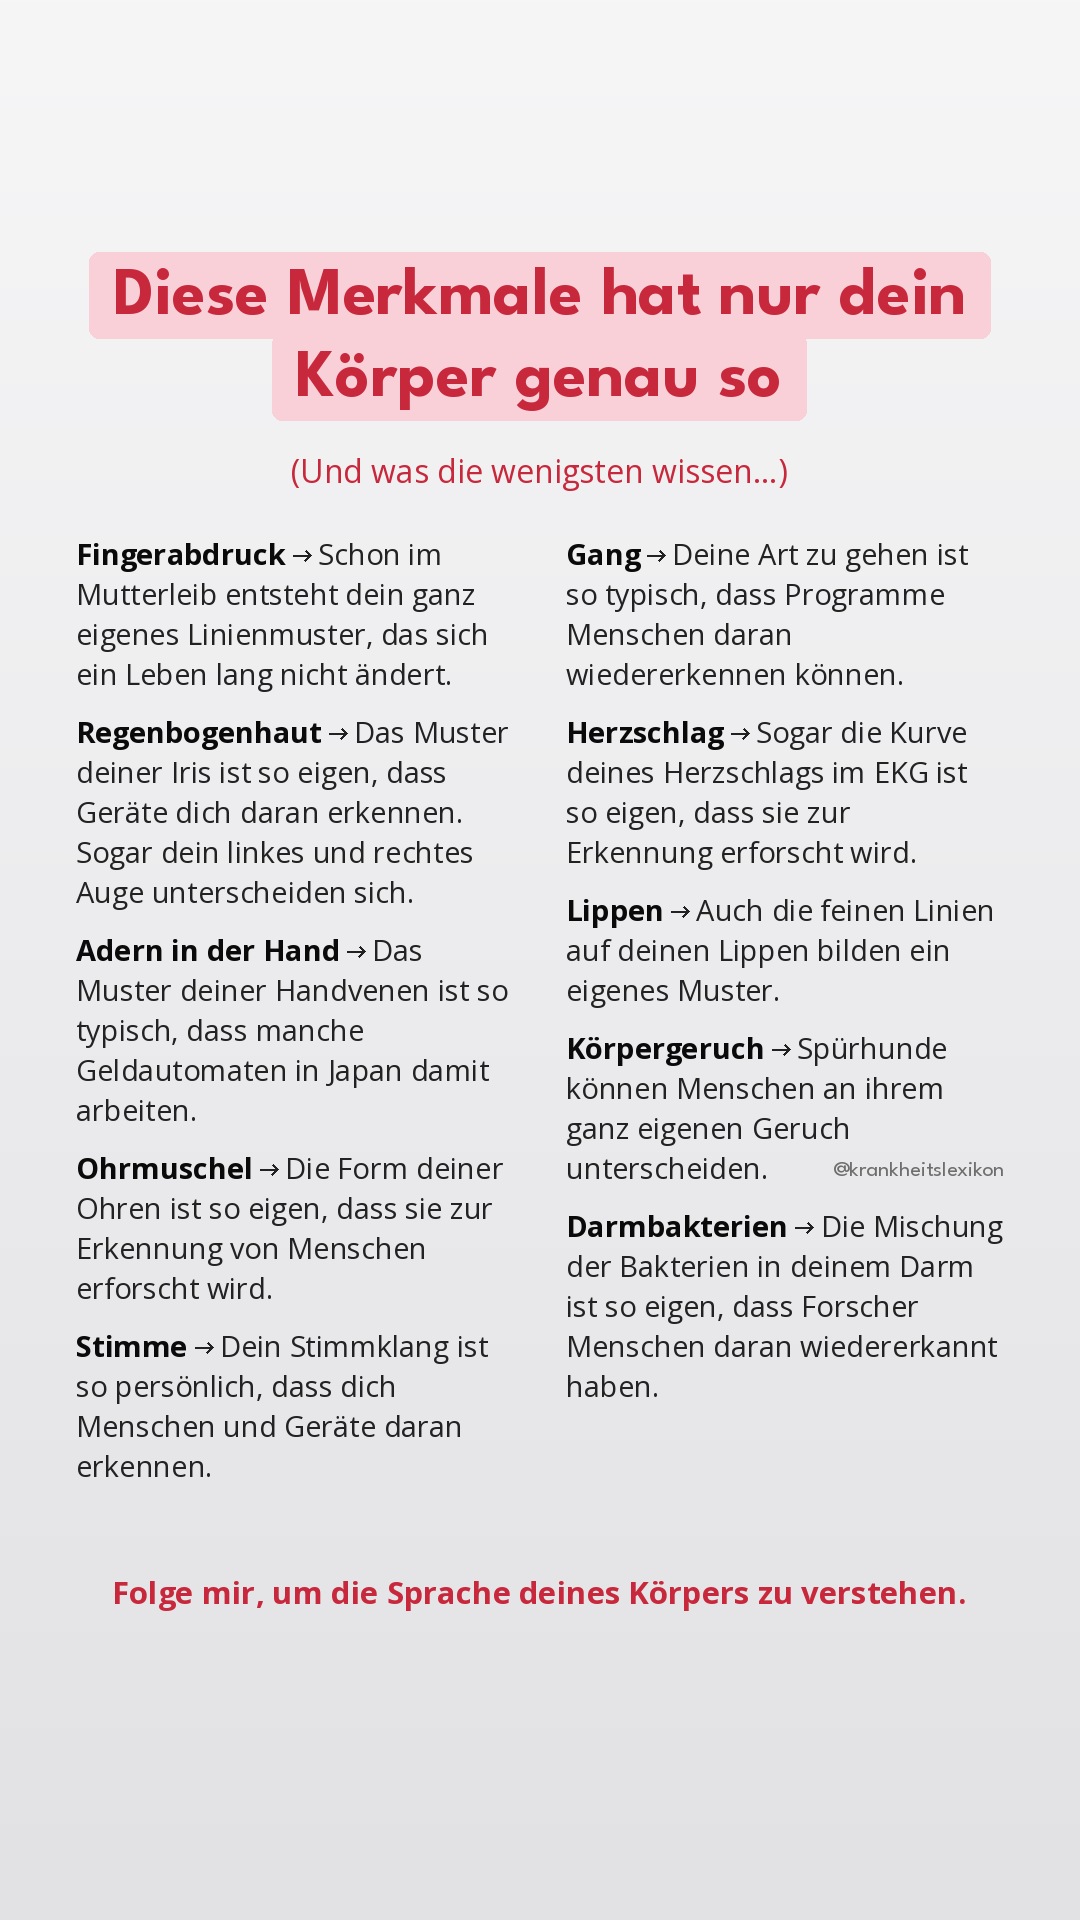 Diese Merkmale hat nur dein
Körper genau so
(Und was die wenigsten wissen...)
Fingerabdruck → Schon im
Mutterleib entsteht dein ganz
eigenes Linienmuster, das sich
ein Leben lang nicht ändert.
Regenbogenhaut → Das Muster
deiner Iris ist so eigen, dass
Geräte dich daran erkennen.
Sogar dein linkes und rechtes
Auge unterscheiden sich.
Adern in der Hand → Das
Muster deiner Handvenen ist so
typisch, dass manche
Geldautomaten in Japan damit
arbeiten.
Ohrmuschel → Die Form deiner
Ohren ist so eigen, dass sie zur
Erkennung von Menschen
erforscht wird.
Stimme → Dein Stimmklang ist
so persönlich, dass dich
Menschen und Geräte daran
erkennen.
Gang → Deine Art zu gehen ist
so typisch, dass Programme
Menschen daran
wiedererkennen können.
Herzschlag → Sogar die Kurve
deines Herzschlags im EKG ist
so eigen, dass sie zur
Erkennung erforscht wird.
Lippen → Auch die feinen Linien
auf deinen Lippen bilden ein
eigenes Muster.
Körpergeruch → Spürhunde
können Menschen an ihrem
ganz eigenen Geruch
unterscheiden.
@krankheitslexikon
Darmbakterien → Die Mischung
der Bakterien in deinem Darm
ist so eigen, dass Forscher
Menschen daran wiedererkannt
haben.
Folge mir, um die Sprache deines Körpers zu verstehen.